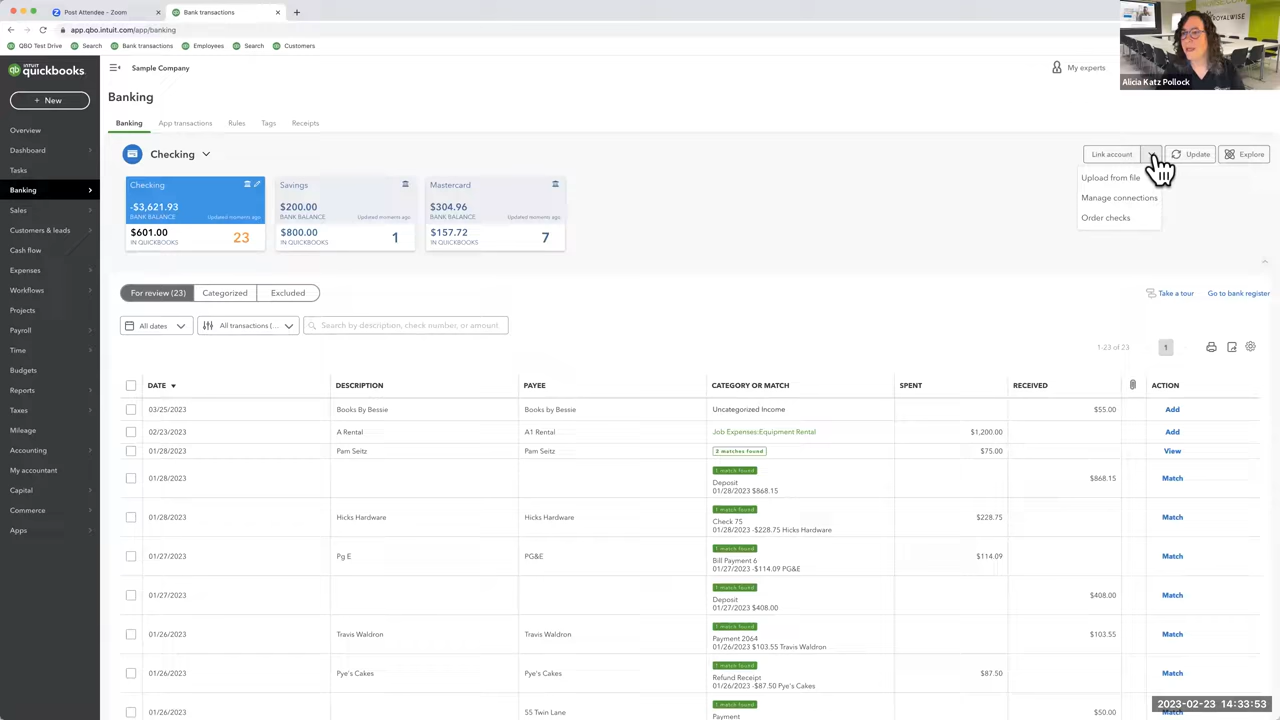 Post Attendee – Zoom
Bank transactions
app.qbo.intuit.com/app/banking
QBO Test Drive
Search
Bank transactions
Employees
Search
Customers
ROYALWISE
Alicia Katz Pollock
INTUIT
quickbooks.
Sample Company
My experts
+ New
Banking
Overview
Dashboard
Tasks
Banking
Sales
Customers & leads
Cash flow
Expenses
Workflows
Projects
Payroll
Time
Budgets
Reports
Taxes
Mileage
Accounting
My accountant
Capital
Commerce
Apps
Banking
App transactions
Rules
Tags
Receipts
Checking
Link account
Update
Explore
Upload from file
Manage connections
Order checks
Checking
-$3,621.93
BANK BALANCE
Updated moments ago
$601.00
IN QUICKBOOKS
23
Savings
$200.00
BANK BALANCE
Updated moments ago
$800.00
IN QUICKBOOKS
1
Mastercard
$304.96
BANK BALANCE
Updated moments ago
$157.72
IN QUICKBOOKS
7
For review (23)
Categorized
Excluded
Take a tour
Go to bank register
All dates
All transactions (...
Search by description, check number, or amount
1-23 of 23
1
DATE
DESCRIPTION
PAYEE
CATEGORY OR MATCH
SPENT
RECEIVED
ACTION
03/25/2023
Books By Bessie
Books by Bessie
Uncategorized Income
$55.00
Add
02/23/2023
A Rental
A1 Rental
Job Expenses:Equipment Rental
$1,200.00
Add
01/28/2023
Pam Seitz
Pam Seitz
2 matches found
$75.00
View
01/28/2023
1 match found
Deposit
01/28/2023 $868.15
$868.15
Match
01/28/2023
Hicks Hardware
Hicks Hardware
1 match found
Check 75
01/28/2023 -$228.75 Hicks Hardware
$228.75
Match
01/27/2023
Pg E
PG&E
1 match found
Bill Payment 6
01/27/2023 -$114.09 PG&E
$114.09
Match
01/27/2023
1 match found
Deposit
01/27/2023 $408.00
$408.00
Match
01/26/2023
Travis Waldron
Travis Waldron
1 match found
Payment 2064
01/26/2023 $103.55 Travis Waldron
$103.55
Match
01/26/2023
Pye's Cakes
Pye's Cakes
1 match found
Refund Receipt
01/26/2023 -$87.50 Pye's Cakes
$87.50
Match
01/26/2023
55 Twin Lane
1 match found
Payment
$50.00
Match
2023-02-23 14:33:53